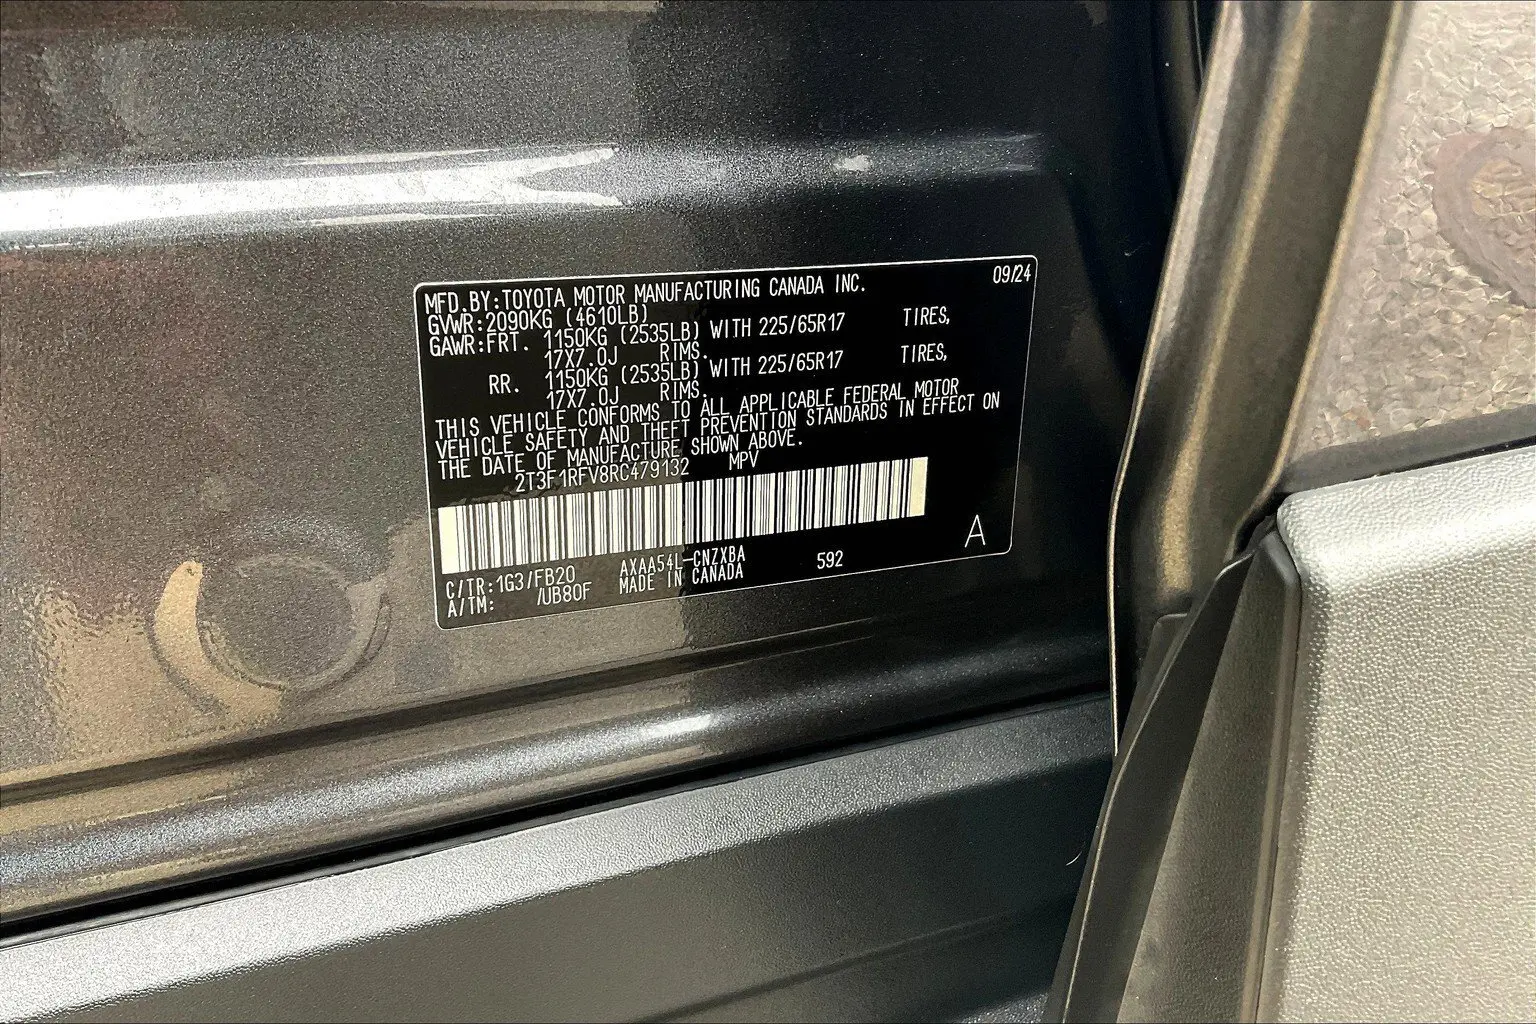 MFD.BY:TOYOTA MOTOR MANUFACTURING CANADA INC. 09/24
GVWR:2090KG (4610LB)
GAWR:FRT. 1150KG (2535LB) WITH 225/65R17 TIRES,
17X7.0J RIMS.
RR. 1150KG (2535LB) WITH 225/65R17 TIRES,
17X7.0J RIMS.
THIS VEHICLE CONFORMS TO ALL APPLICABLE FEDERAL MOTOR
VEHICLE SAFETY AND THEFT PREVENTION STANDARDS IN EFFECT ON
THE DATE OF MANUFACTURE SHOWN ABOVE.
2T3F1RFV8RC479132 MPV
A
C/TR:1G3/FB20 AXAA54L-CNZXBA 592
A/TM: /UB80F MADE IN CANADA